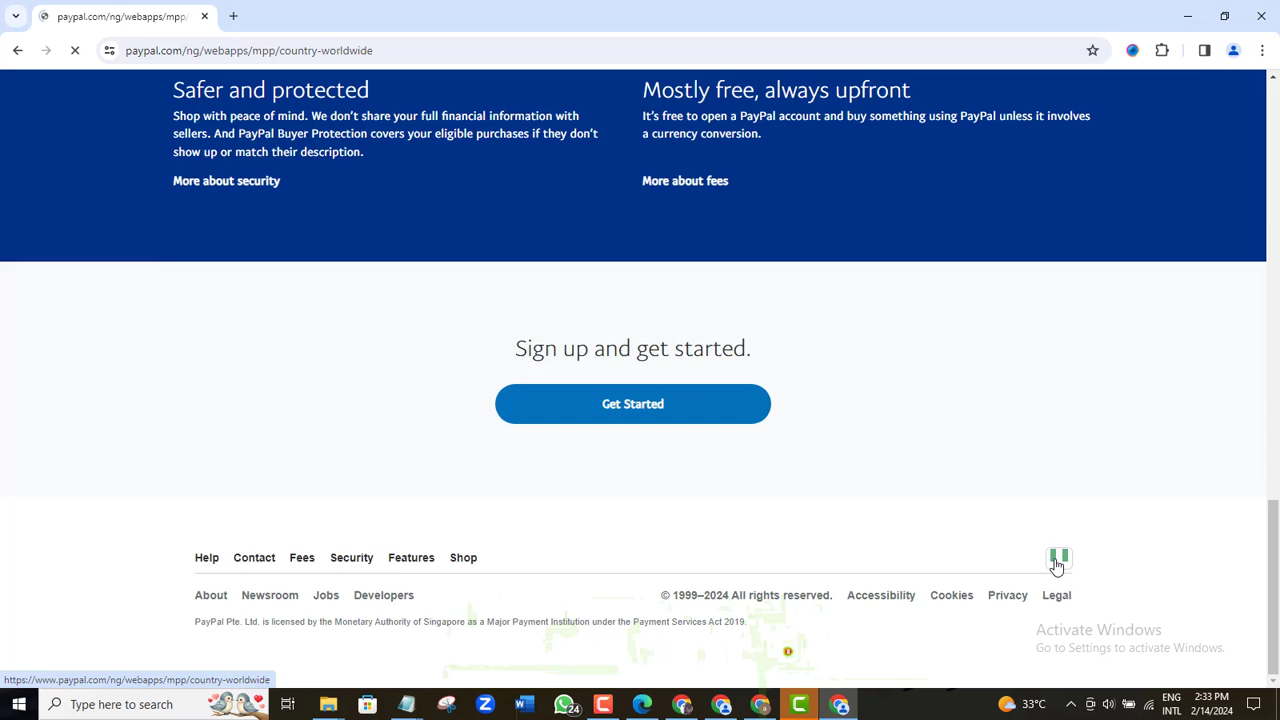 paypal.com/ng/webapps/mpp/
paypal.com/ng/webapps/mpp/country-worldwide
Safer and protected
Shop with peace of mind. We don't share your full financial information with
sellers. And PayPal Buyer Protection covers your eligible purchases if they don't
show up or match their description.
More about security
Mostly free, always upfront
It's free to open a PayPal account and buy something using PayPal unless it involves
a currency conversion.
More about fees
Sign up and get started.
Get Started
Help Contact Fees Security Features Shop
About Newsroom Jobs Developers
© 1999–2024 All rights reserved. Accessibility Cookies Privacy Legal
PayPal Pte. Ltd. is licensed by the Monetary Authority of Singapore as a Major Payment Institution under the Payment Services Act 2019.
Activate Windows
Go to Settings to activate Windows.
https://www.paypal.com/ng/webapps/mpp/country-worldwide
Type here to search
24
33°C
ENG
INTL
2:33 PM
2/14/2024